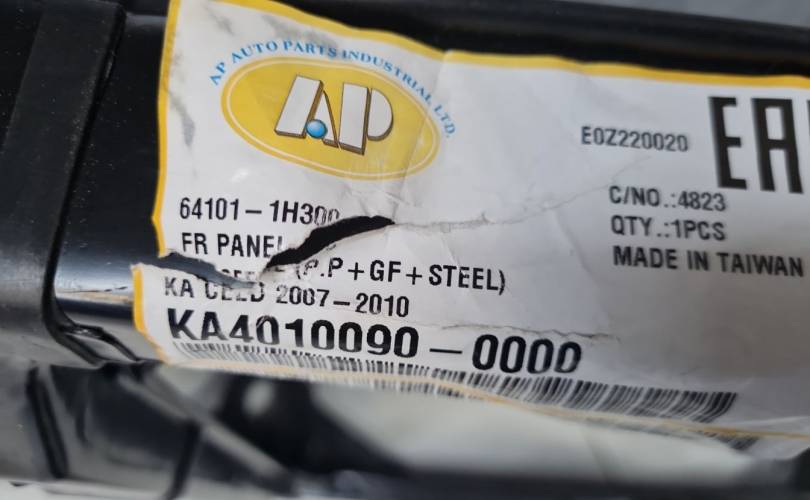 AP AUTO PARTS INDUSTRIAL LTD.
AP
E0Z220020
EA
64101-1H300
FR PANEL
(P.P+GF+STEEL)
KA CEED 2007-2010
KA4010090-0000
C/NO.:4823
QTY.:1PCS
MADE IN TAIWAN